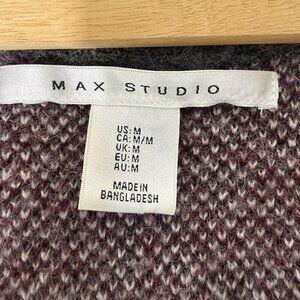 MAX STUDIO
US: M
CA: M/M
UK: M
EU: M
AU: M
MADE IN
BANGLADESH